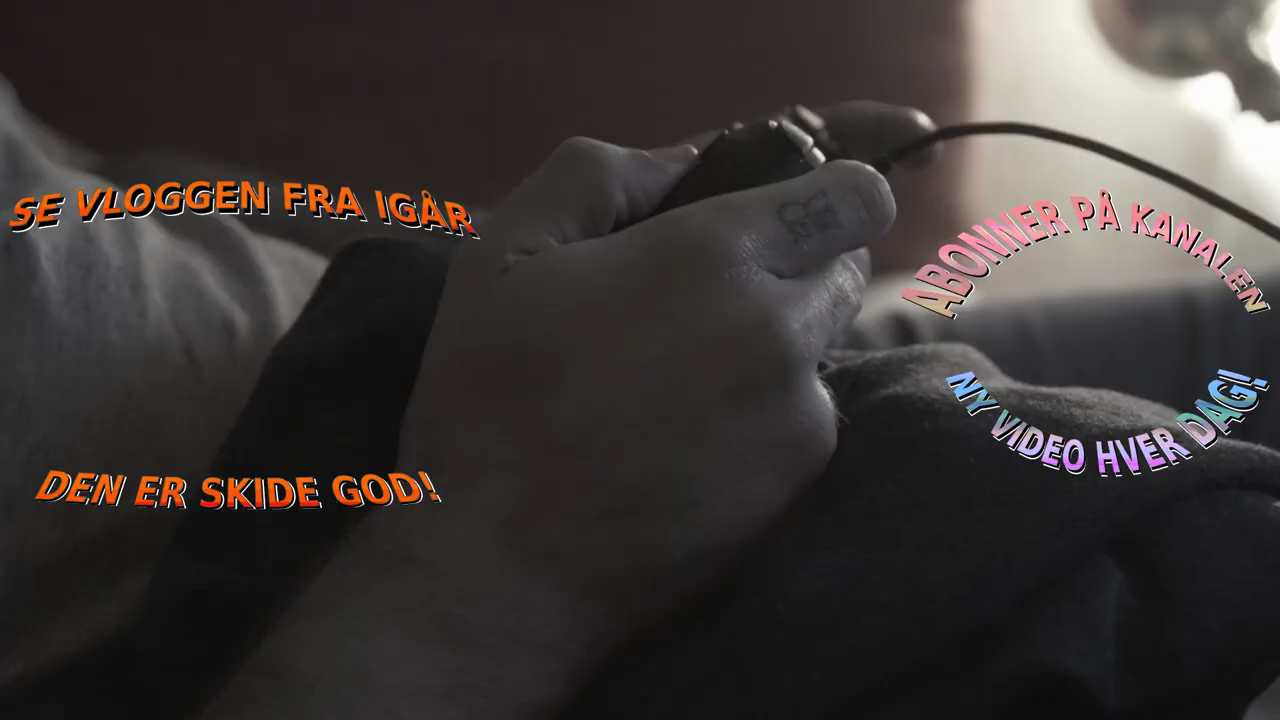 SE VLOGGEN FRA IGÅR
DEN ER SKIDE GOD!
ABONNER PÅ KANALEN
NY VIDEO HVER DAG!